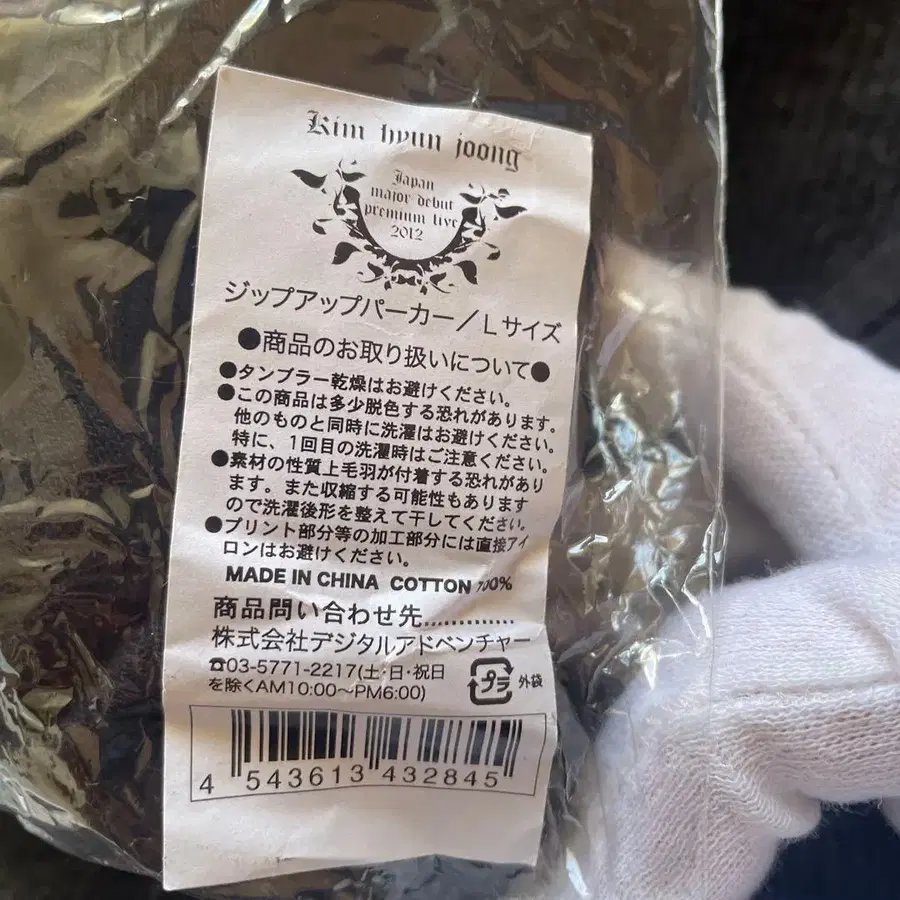 Kim hyun joong
Japan
major debut
premium live
2012
ジップアップパーカー/Lサイズ
●商品のお取り扱いについて●
●タンブラー乾燥はお避けください。
●この商品は多少脱色する恐れがあります。
他のものと同時に洗濯はお避けください。
特に、1回目の洗濯時はご注意ください。
●素材の性質上毛羽が付着する恐れがあり
ます。また収縮する可能性もあります
ので洗濯後形を整えて干してください。
●プリント部分等の加工部分には直接アイ
ロンはお避けください。
MADE IN CHINA COTTON 100%
商品問い合わせ先.............
株式会社デジタルアドベンチャー
☎03-5771-2217(土・日・祝日
を除くAM10:00～PM6:00)
プラ 外袋
4 543613 432845